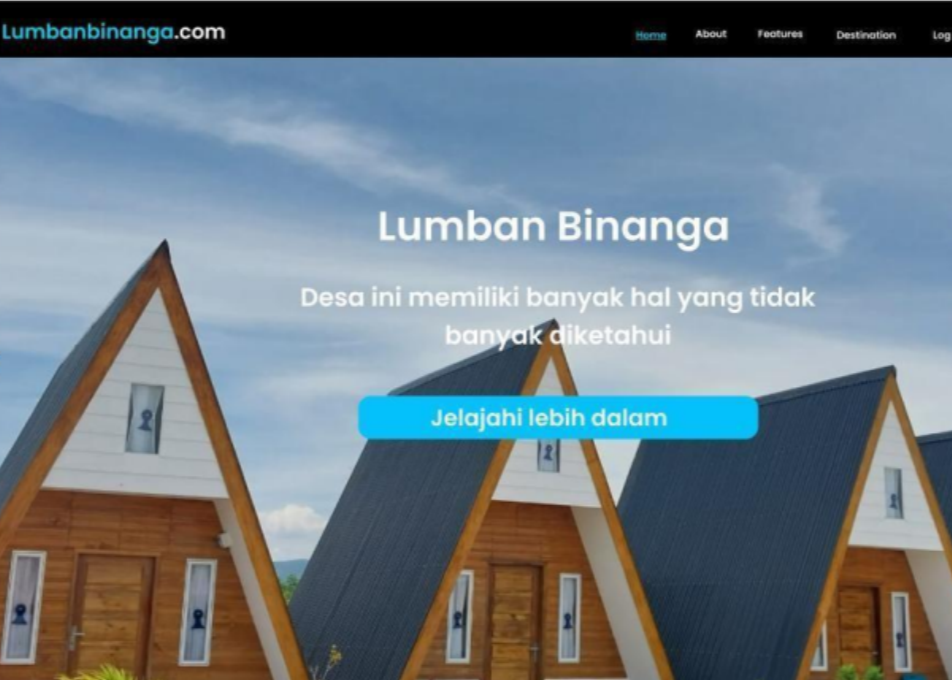 Lumbanbinanga.com
Home About Features Destination Log
Lumban Binanga
Desa ini memiliki banyak hal yang tidak
banyak diketahui
Jelajahi lebih dalam